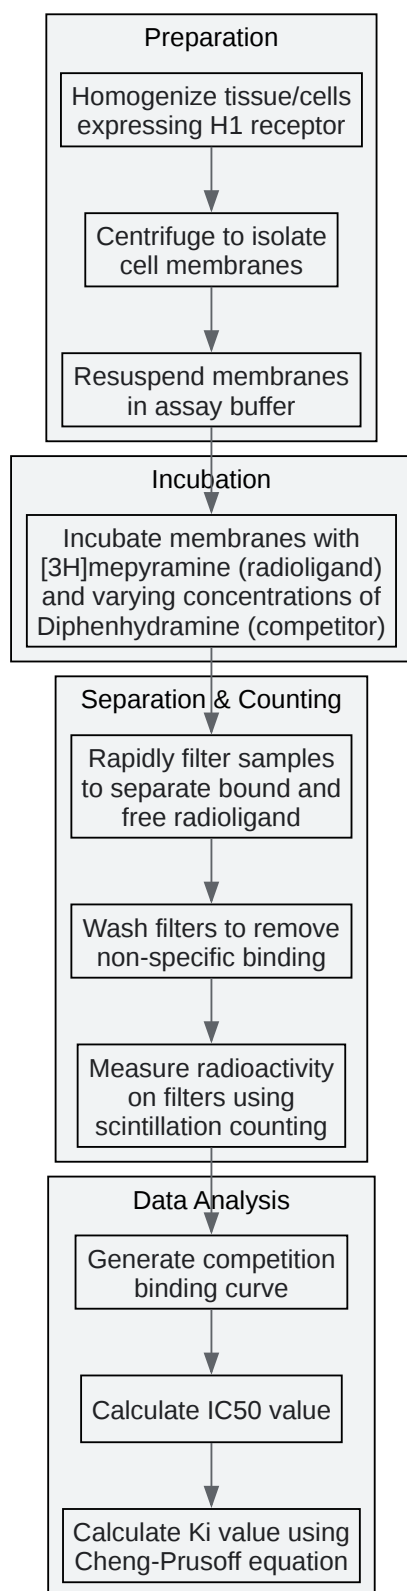 Preparation
Homogenize tissue/cells
expressing H1 receptor
Centrifuge to isolate
cell membranes
Resuspend membranes
in assay buffer
Incubation
Incubate membranes with
[3H]mepyramine (radioligand)
and varying concentrations of
Diphenhydramine (competitor)
Separation & Counting
Rapidly filter samples
to separate bound and
free radioligand
Wash filters to remove
non-specific binding
Measure radioactivity
on filters using
scintillation counting
Data Analysis
Generate competition
binding curve
Calculate IC50 value
Calculate Ki value using
Cheng-Prusoff equation